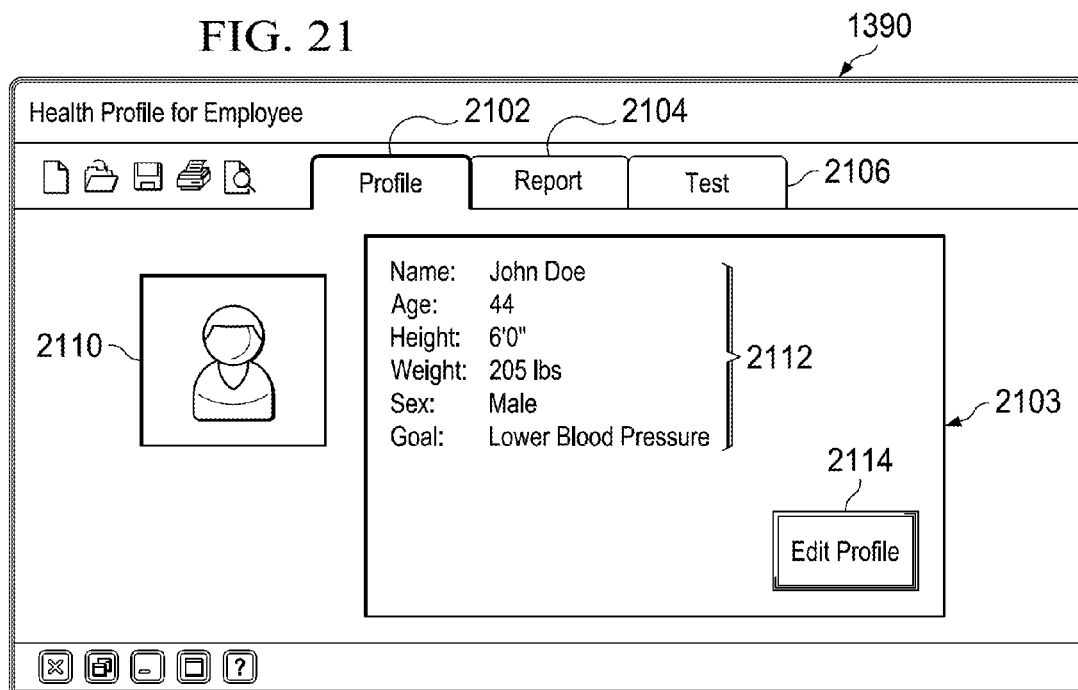 FIG. 21
1390
Health Profile for Employee
2102
2104
Profile
Report
Test
2106
2110
Name: John Doe
Age: 44
Height: 6'0"
Weight: 205 lbs
Sex: Male
Goal: Lower Blood Pressure
2112
2103
2114
Edit Profile
?